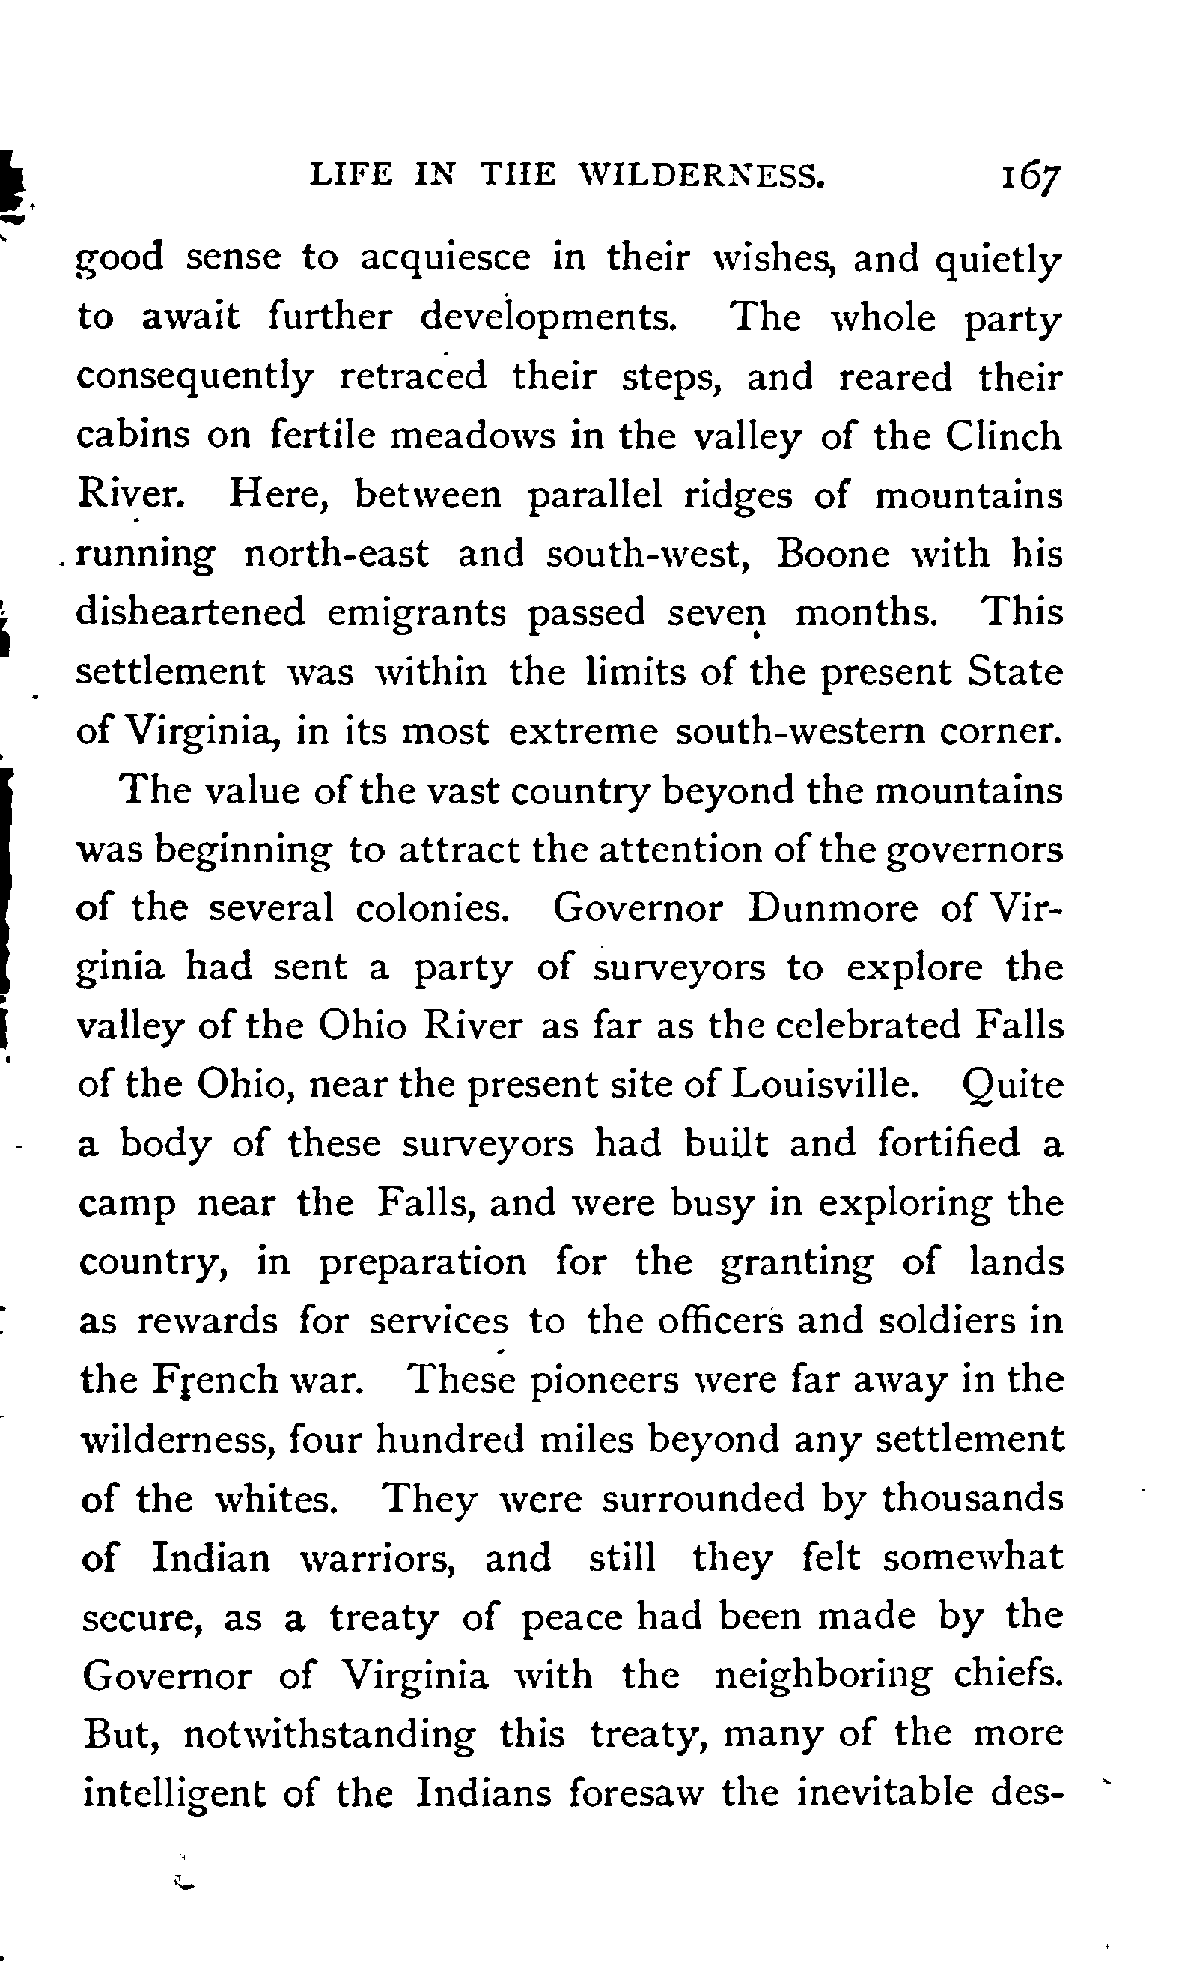 LIFE IN THE WILDERNESS. 167
good sense to acquiesce in their wishes, and quietly
to await further developments. The whole party
consequently retraced their steps, and reared their
cabins on fertile meadows in the valley of the Clinch
River. Here, between parallel ridges of mountains
running north-east and south-west, Boone with his
disheartened emigrants passed seven months. This
settlement was within the limits of the present State
of Virginia, in its most extreme south-western corner.
The value of the vast country beyond the mountains
was beginning to attract the attention of the governors
of the several colonies. Governor Dunmore of Vir-
ginia had sent a party of surveyors to explore the
valley of the Ohio River as far as the celebrated Falls
of the Ohio, near the present site of Louisville. Quite
a body of these surveyors had built and fortified a
camp near the Falls, and were busy in exploring the
country, in preparation for the granting of lands
as rewards for services to the officers and soldiers in
the French war. These pioneers were far away in the
wilderness, four hundred miles beyond any settlement
of the whites. They were surrounded by thousands
of Indian warriors, and still they felt somewhat
secure, as a treaty of peace had been made by the
Governor of Virginia with the neighboring chiefs.
But, notwithstanding this treaty, many of the more
intelligent of the Indians foresaw the inevitable des-